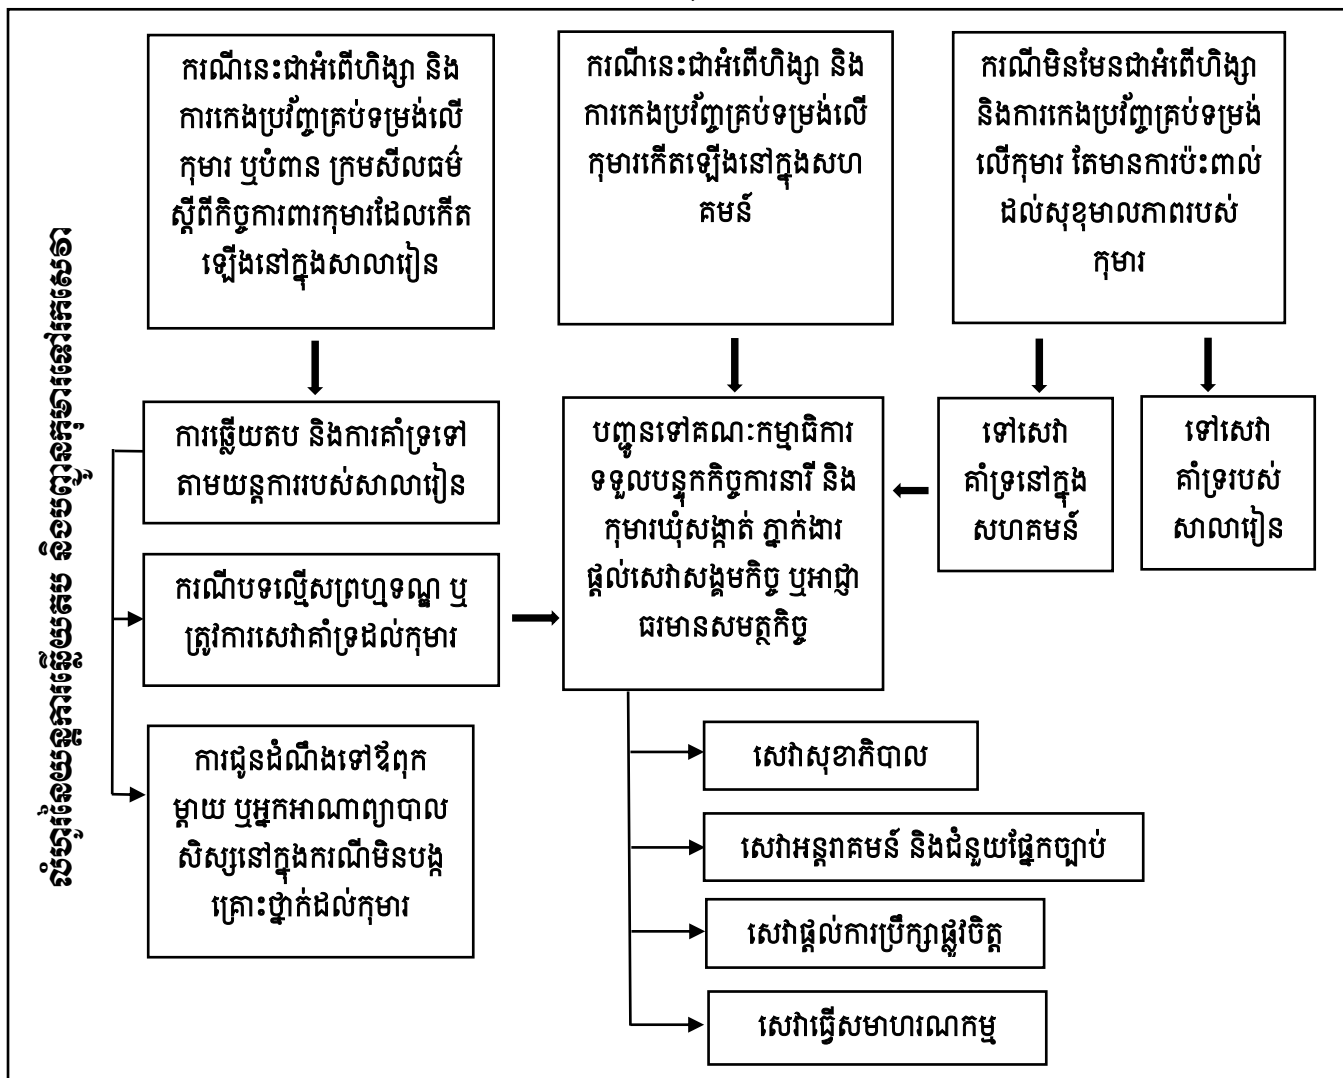 ករណីនេះជាអំពើហិង្សា និង
ការកេងប្រវ័ញ្ចគ្រប់ទម្រង់លើ
កុមារ ឬបំពាន ក្រមសីលធម៌
ស្តីពីកិច្ចការពារកុមារដែលកើត
ឡើងនៅក្នុងសាលារៀន
ករណីនេះជាអំពើហិង្សា និង
ការកេងប្រវ័ញ្ចគ្រប់ទម្រង់លើ
កុមារកើតឡើងនៅក្នុងសហ
គមន៍
ករណីមិនមែនជាអំពើហិង្សា
និងការកេងប្រវ័ញ្ចគ្រប់ទម្រង់
លើកុមារ តែមានការប៉ះពាល់
ដល់សុខុមាលភាពរបស់
កុមារ
លំហូរនៃយន្តការឆ្លើយតប និងបញ្ជូនកុមារទៅរកសេវា
ការឆ្លើយតប និងការគាំទ្រទៅ
តាមយន្តការរបស់សាលារៀន
ករណីបទល្មើសព្រហ្មទណ្ឌ ឬ
ត្រូវការសេវាគាំទ្រដល់កុមារ
ការជូនដំណឹងទៅឪពុក
ម្តាយ ឬអ្នកអាណាព្យាបាល
សិស្សនៅក្នុងករណីមិនបង្ក
គ្រោះថ្នាក់ដល់កុមារ
បញ្ជូនទៅគណៈកម្មាធិការ
ទទួលបន្ទុកកិច្ចការនារី និង
កុមារឃុំសង្កាត់ ភ្នាក់ងារ
ផ្តល់សេវាសង្គមកិច្ច ឬអាជ្ញា
ធរមានសមត្ថកិច្ច
ទៅសេវា
គាំទ្រនៅក្នុង
សហគមន៍
ទៅសេវា
គាំទ្ររបស់
សាលារៀន
សេវាសុខាភិបាល
សេវាអន្តរាគមន៍ និងជំនួយផ្នែកច្បាប់
សេវាផ្តល់ការប្រឹក្សាផ្លូវចិត្ត
សេវាធ្វើសមាហរណកម្ម